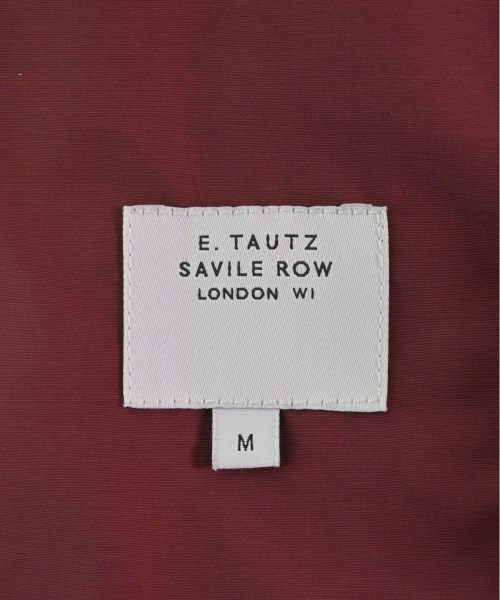 E. TAUTZ
SAVILE ROW
LONDON W1
M